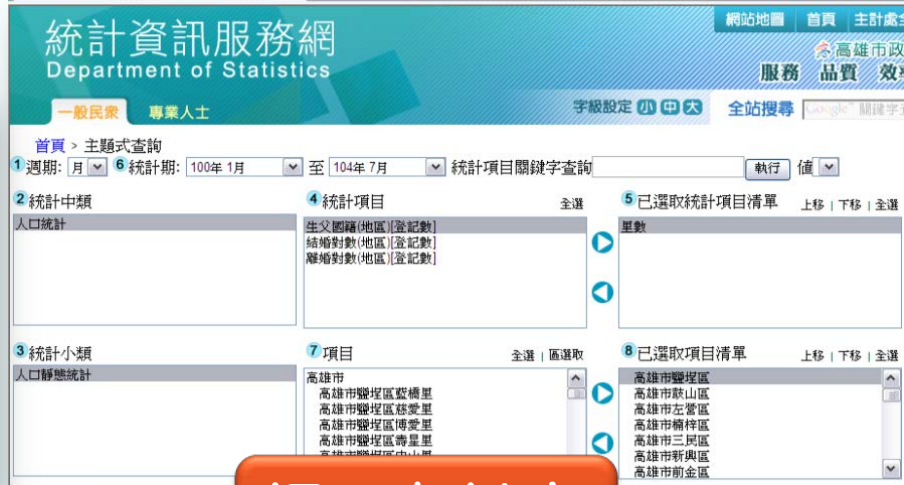 網站地圖 首頁 主計處全
統計資訊服務網
Department of Statistics
高雄市政
服務 品質 效率
一般民眾 專業人士
字級設定 小 中 大 全站搜尋 Google 關鍵字
首頁 > 主題式查詢
1 週期: 月 6 統計期: 100年 1月 至 104年 7月 統計項目關鍵字查詢 執行 值
2 統計中類
4 統計項目 全選
5 已選取統計項目清單 上移 | 下移 | 全選
人口統計
生父國籍(地區)[登記數]
里數
結婚對數(地區)[登記數]
離婚對數(地區)[登記數]
3 統計小類
7 項目 全選 | 區選取
8 已選取項目清單 上移 | 下移 | 全選
人口靜態統計
高雄市
高雄市鹽埕區
高雄市鹽埕區藍橋里
高雄市鼓山區
高雄市鹽埕區慈愛里
高雄市左營區
高雄市鹽埕區博愛里
高雄市楠梓區
高雄市鹽埕區壽星里
高雄市三民區
高雄市新興區
高雄市前金區